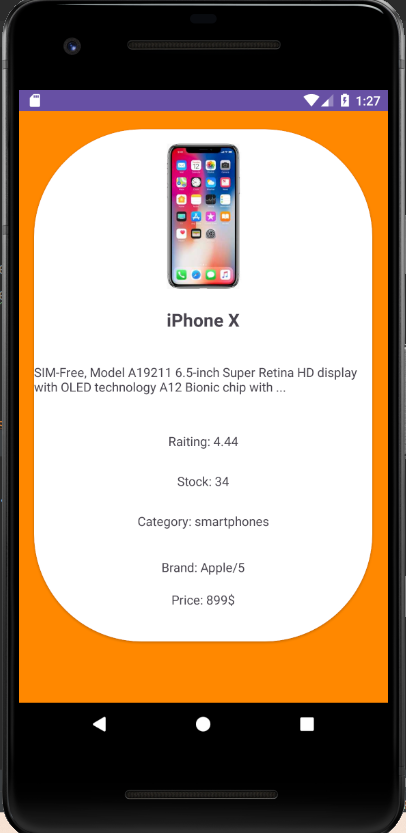 1:27
iPhone X
SIM-Free, Model A19211 6.5-inch Super Retina HD display
with OLED technology A12 Bionic chip with ...
Raiting: 4.44
Stock: 34
Category: smartphones
Brand: Apple/5
Price: 899$